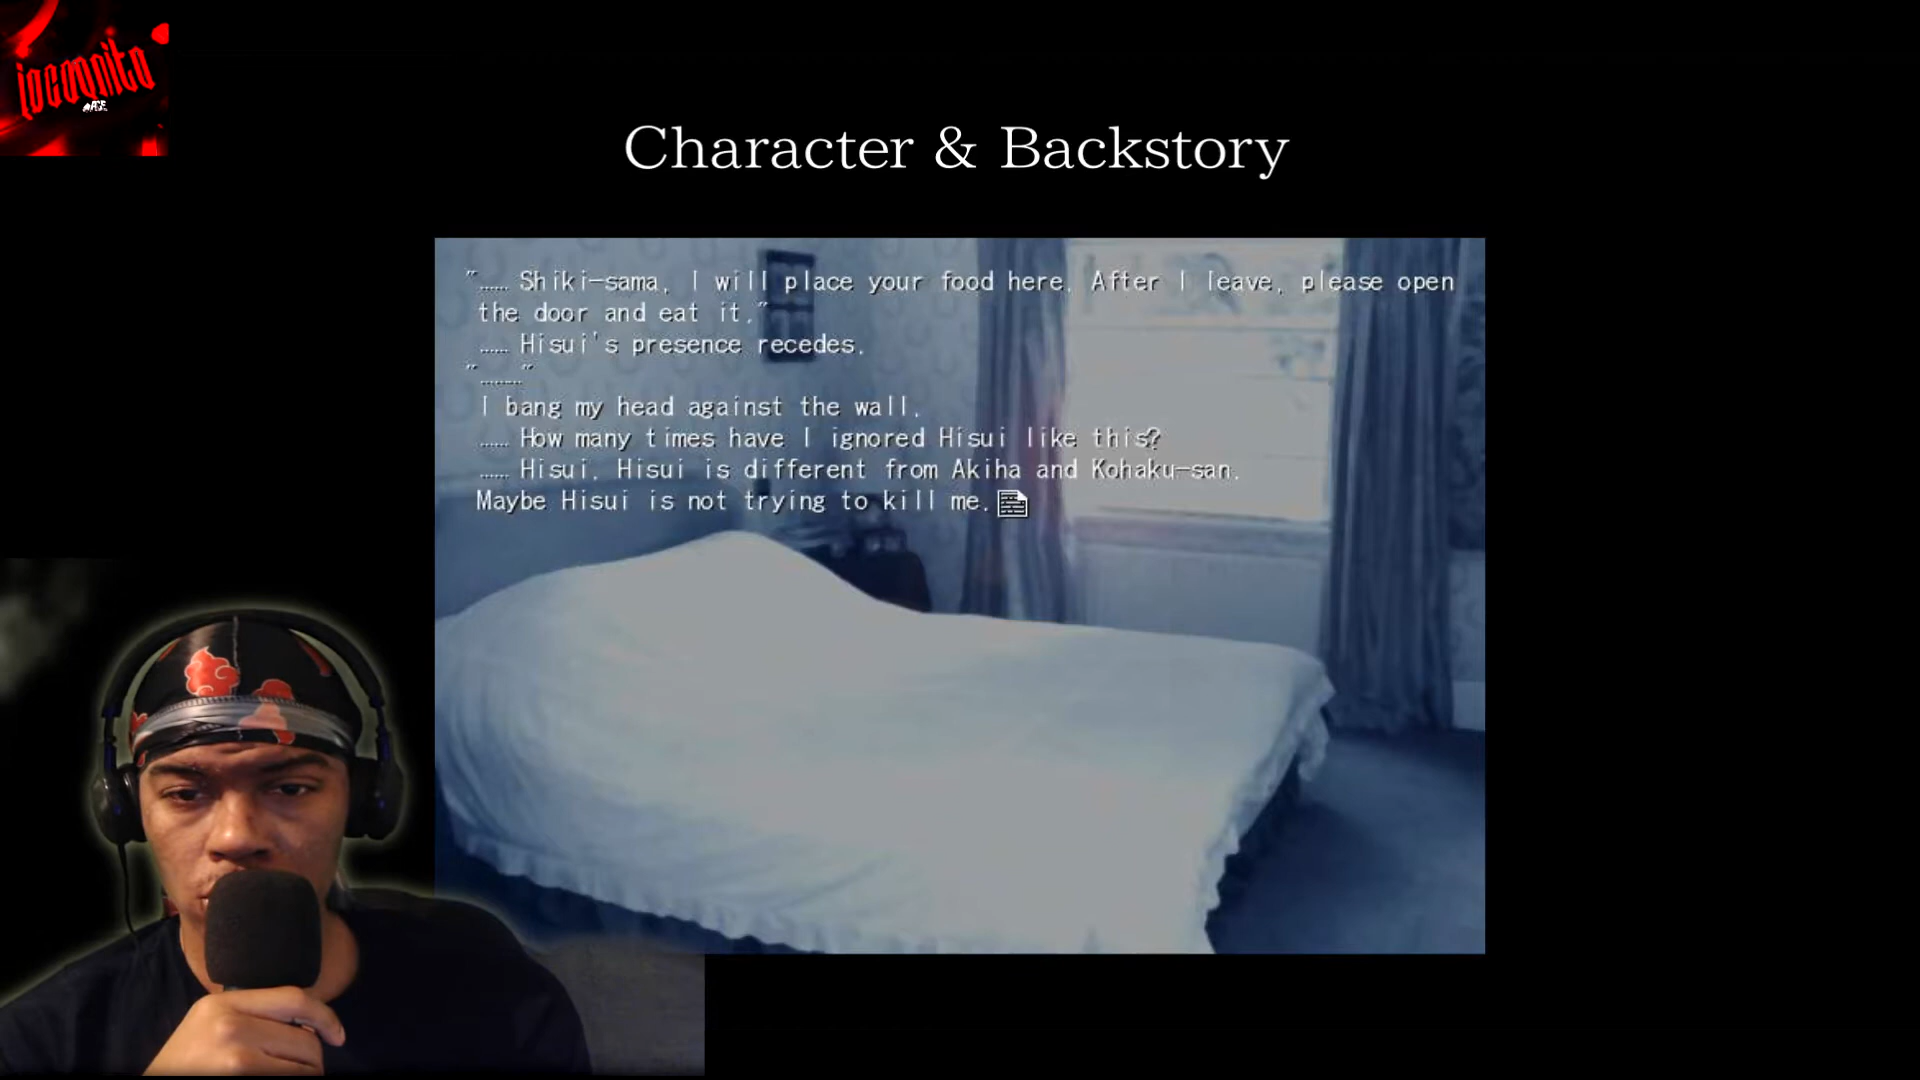 incognito
Character & Backstory
"…… Shiki-sama, I will place your food here. After I leave, please open
the door and eat it."
…… Hisui's presence recedes.
"………"
I bang my head against the wall.
…… How many times have I ignored Hisui like this?
…… Hisui. Hisui is different from Akiha and Kohaku-san.
Maybe Hisui is not trying to kill me.